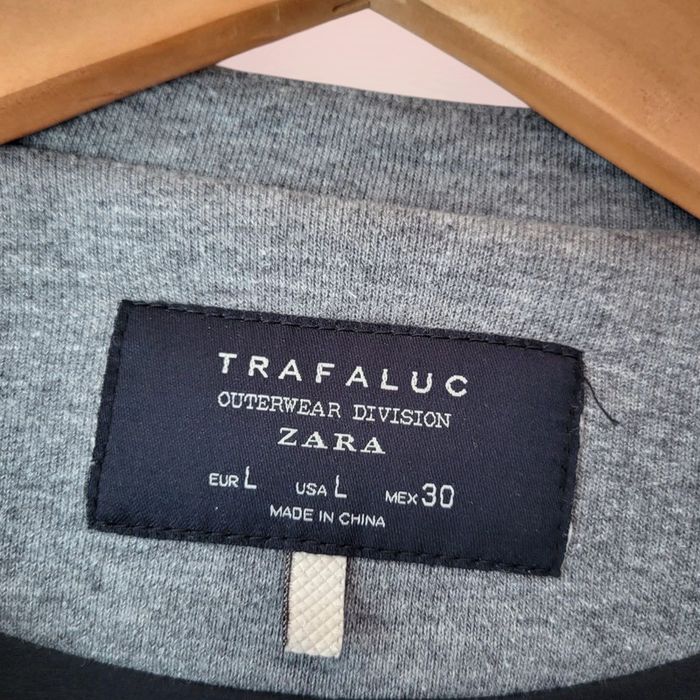 TRAFALUC
OUTERWEAR DIVISION
ZARA
EUR L USA L MEX 30
MADE IN CHINA